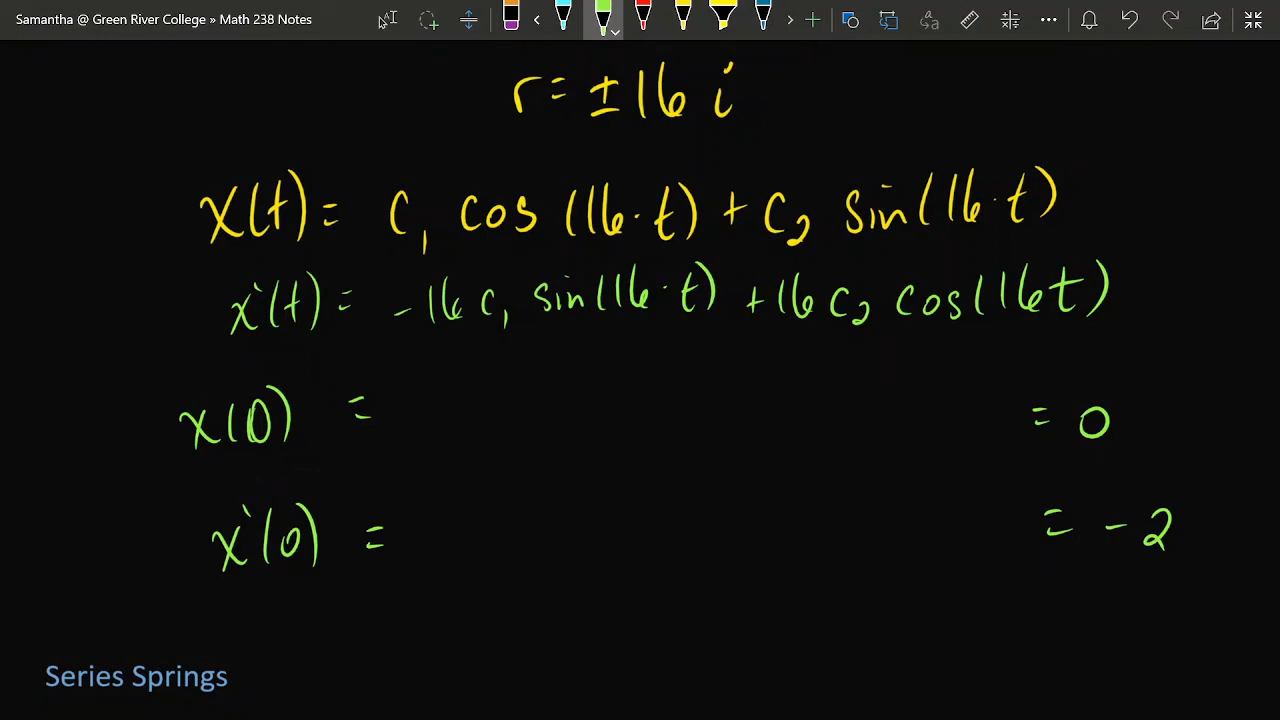 Samantha @ Green River College » Math 238 Notes
r = ± 16 i
x(t) = c₁ cos(16·t) + c₂ sin(16·t)
x'(t) = -16 c₁ sin(16·t) + 16 c₂ cos(16t)
x(0) = = 0
x'(0) = = -2
Series Springs